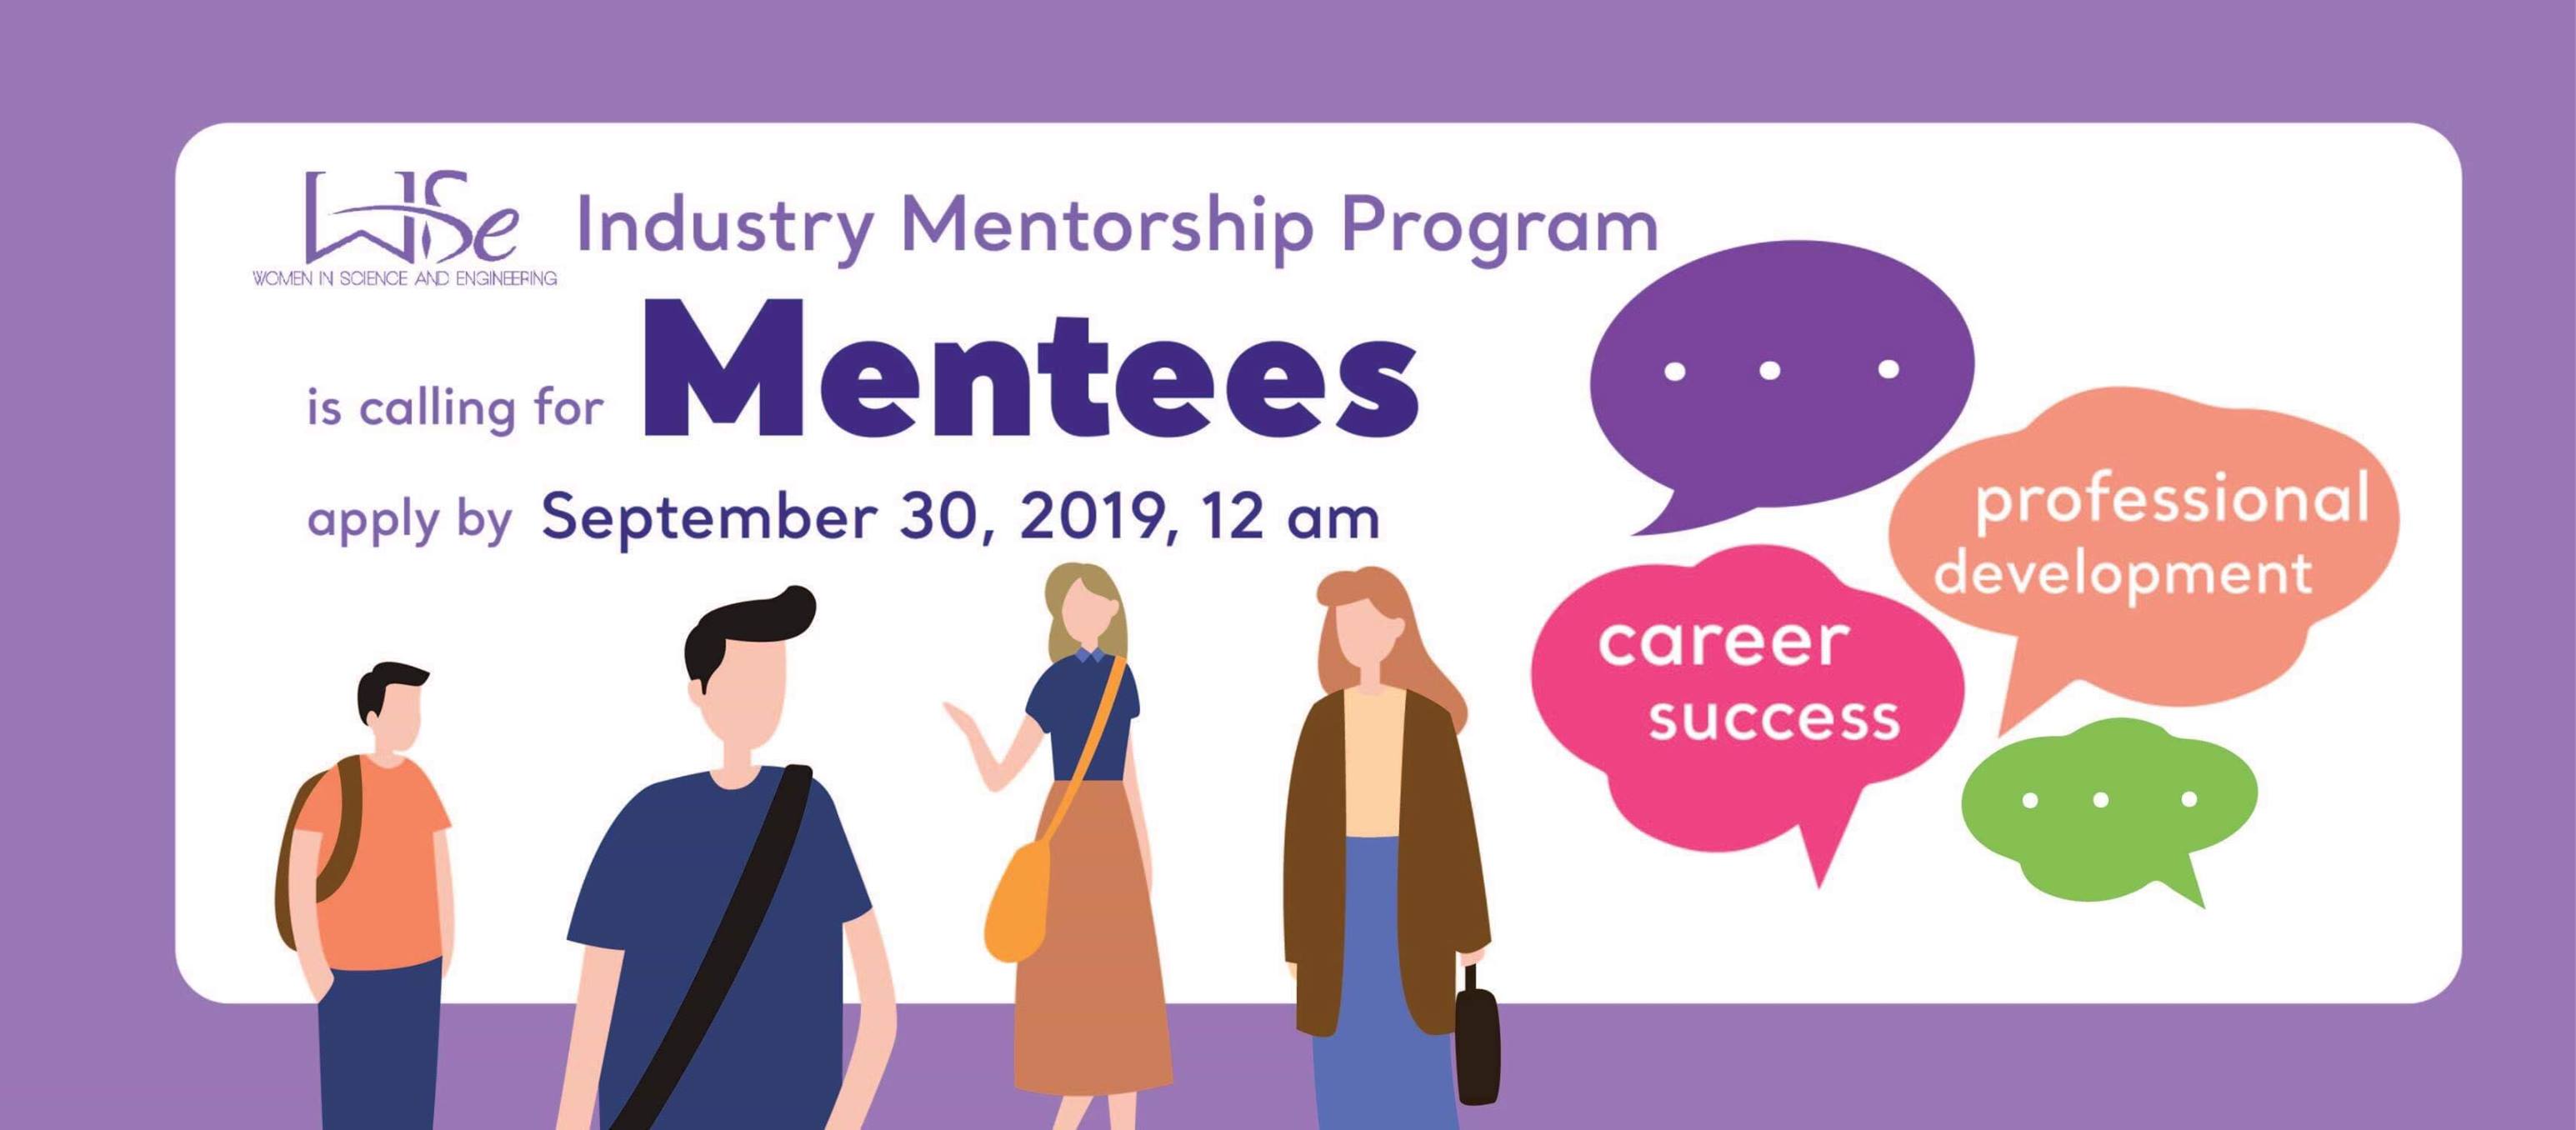 WISe
WOMEN IN SCIENCE AND ENGINEERING
Industry Mentorship Program
is calling for Mentees
apply by September 30, 2019, 12 am
professional
development
career
success